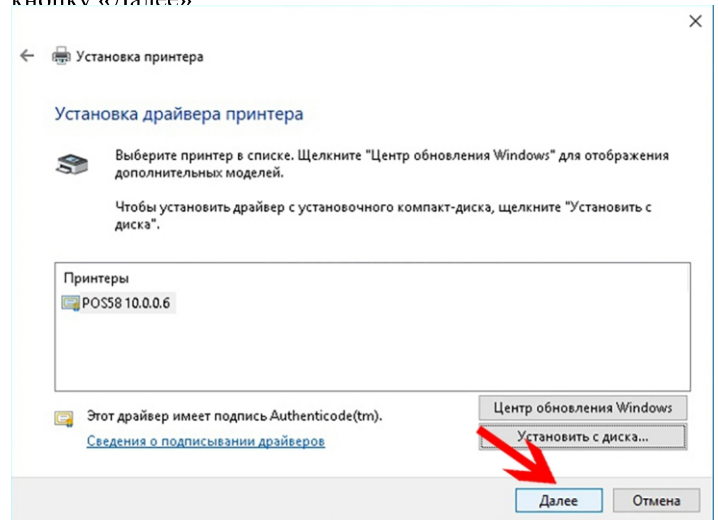 кнопку «Далее»
Установка принтера
Установка драйвера принтера
Выберите принтер в списке. Щелкните "Центр обновления Windows" для отображения
дополнительных моделей.
Чтобы установить драйвер с установочного компакт-диска, щелкните "Установить с
диска".
Принтеры
POS58 10.0.0.6
Этот драйвер имеет подпись Authenticode(tm).
Сведения о подписывании драйверов
Центр обновления Windows
Установить с диска...
Далее
Отмена